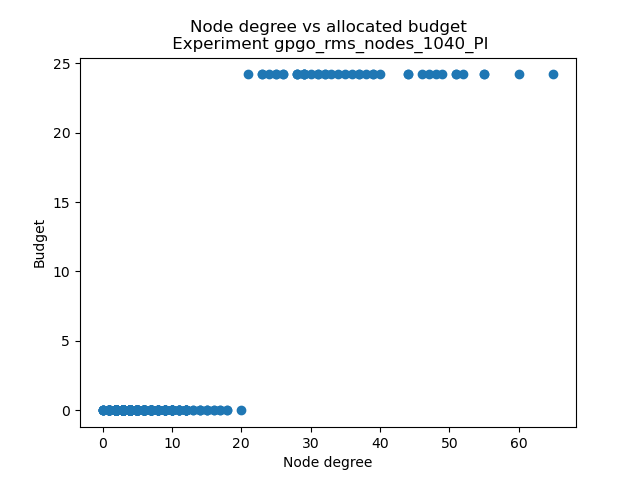 Node degree vs allocated budget
Experiment gpgo_rms_nodes_1040_PI
25
20
15
10
5
0
Budget
0 10 20 30 40 50 60
Node degree